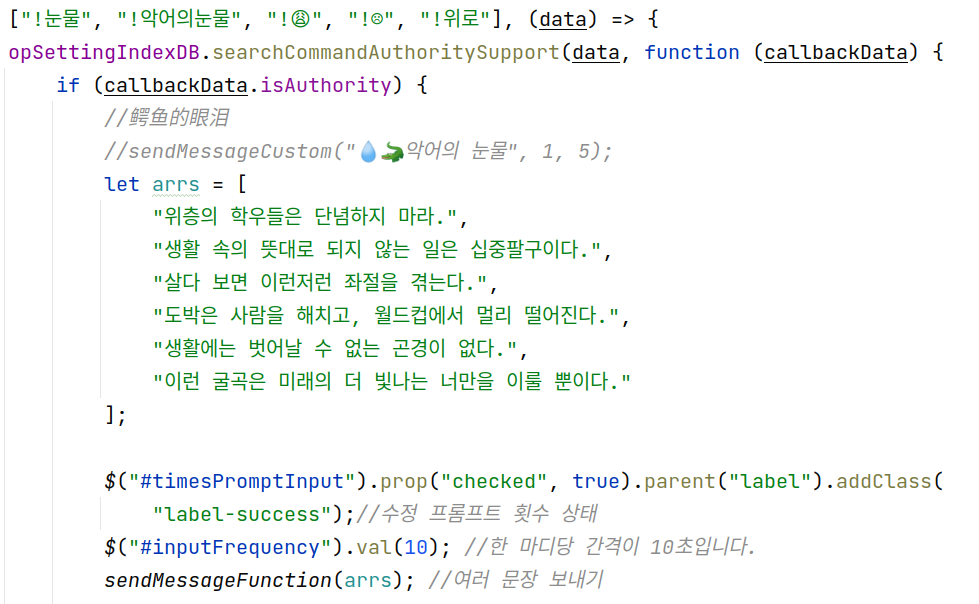 ["!눈물", "!악어의눈물", "!😩", "!☹", "!위로"], (data) => {
opSettingIndexDB.searchCommandAuthoritySupport(data, function (callbackData) {
if (callbackData.isAuthority) {
//鳄鱼的眼泪
//sendMessageCustom("💧🐊악어의 눈물", 1, 5);
let arrs = [
"위층의 학우들은 단념하지 마라.",
"생활 속의 뜻대로 되지 않는 일은 십중팔구이다.",
"살다 보면 이런저런 좌절을 겪는다.",
"도박은 사람을 해치고, 월드컵에서 멀리 떨어진다.",
"생활에는 벗어날 수 없는 곤경이 없다.",
"이런 굴곡은 미래의 더 빛나는 너만을 이룰 뿐이다."
];
$("#timesPromptInput").prop("checked", true).parent("label").addClass(
"label-success");//수정 프롬프트 횟수 상태
$("#inputFrequency").val(10); //한 마디당 간격이 10초입니다.
sendMessageFunction(arrs); //여러 문장 보내기